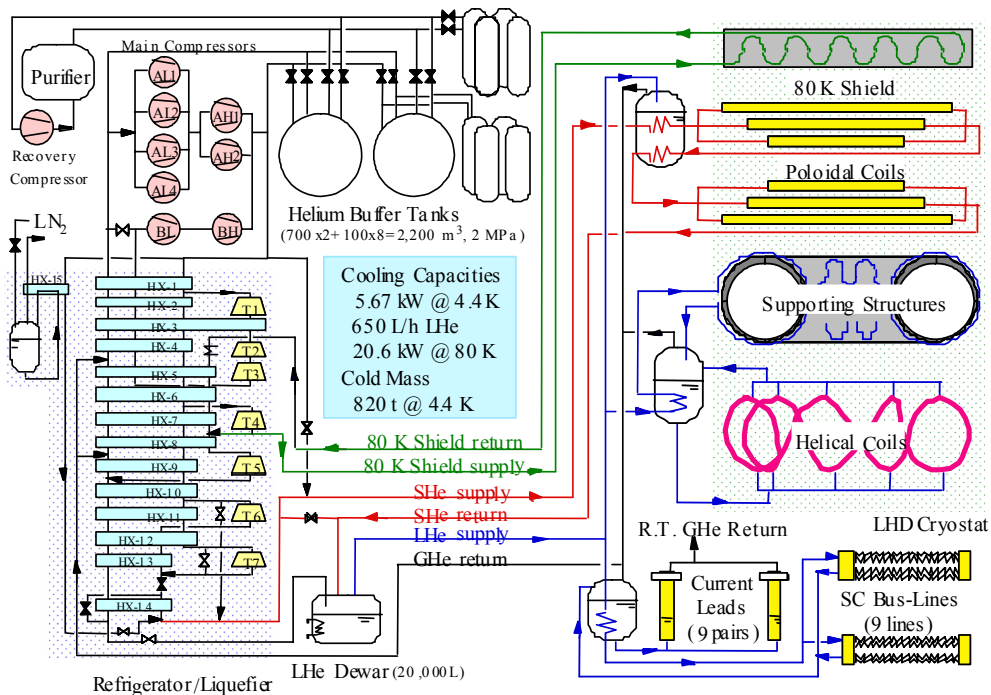 Main Compressors
Purifier
Recovery
Compressor
AL1
AL2
AL3
AL4
AH1
AH2
BL
BH
Helium Buffer Tanks
(700 x2+ 100x8=2,200 m³, 2 MPa)
LN₂
HX-15
HX-1
HX-2
HX-3
HX-4
HX-5
HX-6
HX-7
HX-8
HX-9
HX-10
HX-11
HX-12
HX-13
HX-14
T1
T2
T3
T4
T5
T6
T7
Cooling Capacities
5.67 kW @ 4.4 K
650 L/h LHe
20.6 kW @ 80 K
Cold Mass
820 t @ 4.4 K
80 K Shield
Poloidal Coils
Supporting Structures
Helical Coils
80 K Shield return
80 K Shield supply
SHe supply
SHe return
LHe supply
GHe return
R.T. GHe Return
LHD Cryostat
Current
Leads
(9 pairs)
SC Bus-Lines
(9 lines)
LHe Dewar (20,000L)
Refrigerator/Liquefier